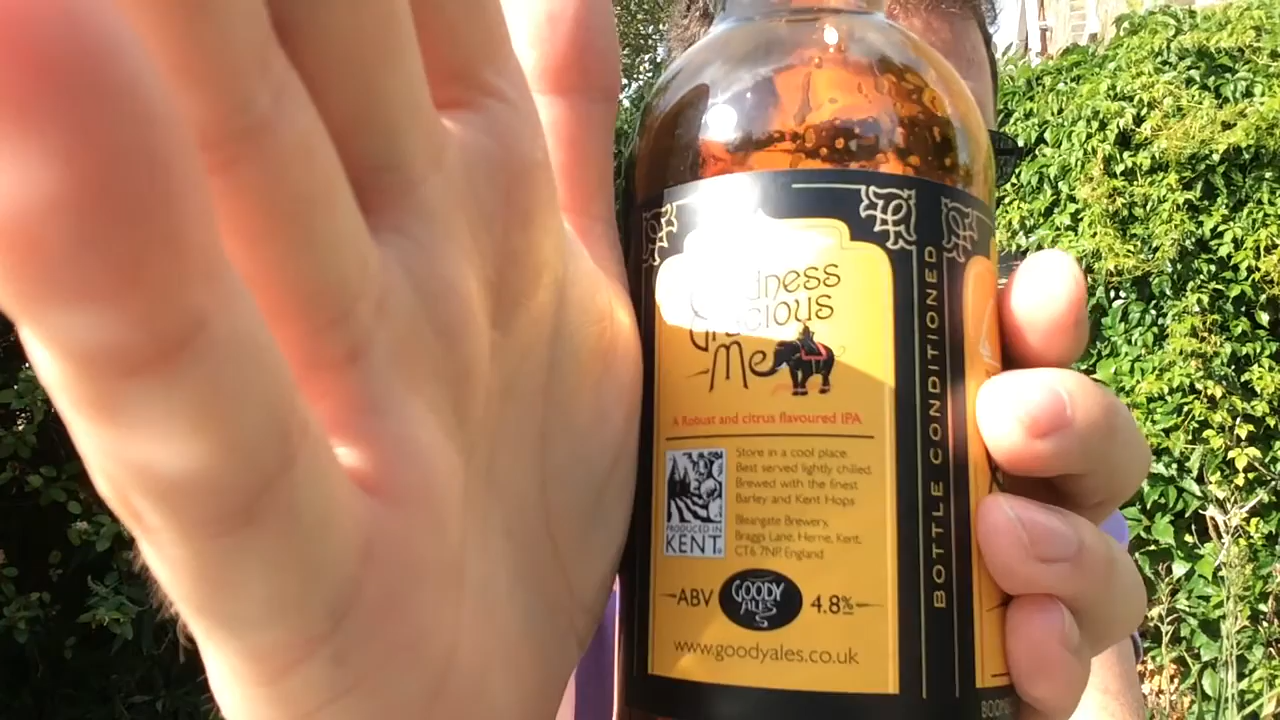 Goodness
Gracious
Me
A Robust and citrus flavoured IPA
Store in a cool place.
Best served lightly chilled.
Brewed with the finest
Barley and Kent Hops
Bleangate Brewery,
Braggs Lane, Herne, Kent,
CT6 7NP. England
PRODUCED IN
KENT
ABV
GOODY
ALES
4.8%
www.goodyales.co.uk
BOTTLE CONDITIONED